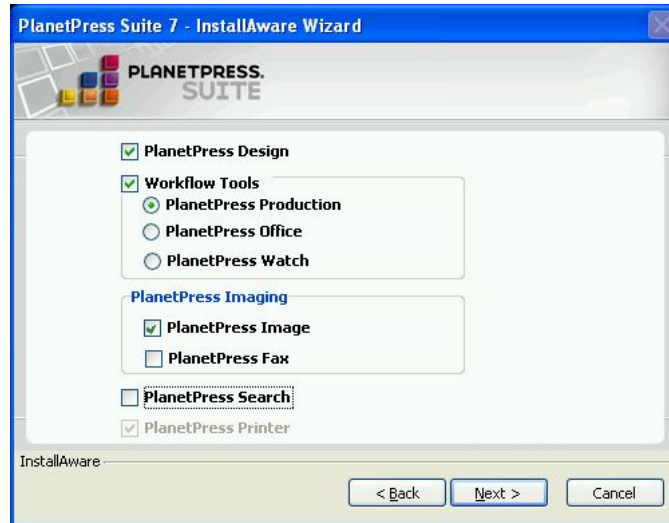 PlanetPress Suite 7 - InstallAware Wizard
PLANETPRESS.
SUITE
PlanetPress Design
Workflow Tools
PlanetPress Production
PlanetPress Office
PlanetPress Watch
PlanetPress Imaging
PlanetPress Image
PlanetPress Fax
PlanetPress Search
PlanetPress Printer
InstallAware
< Back Next > Cancel